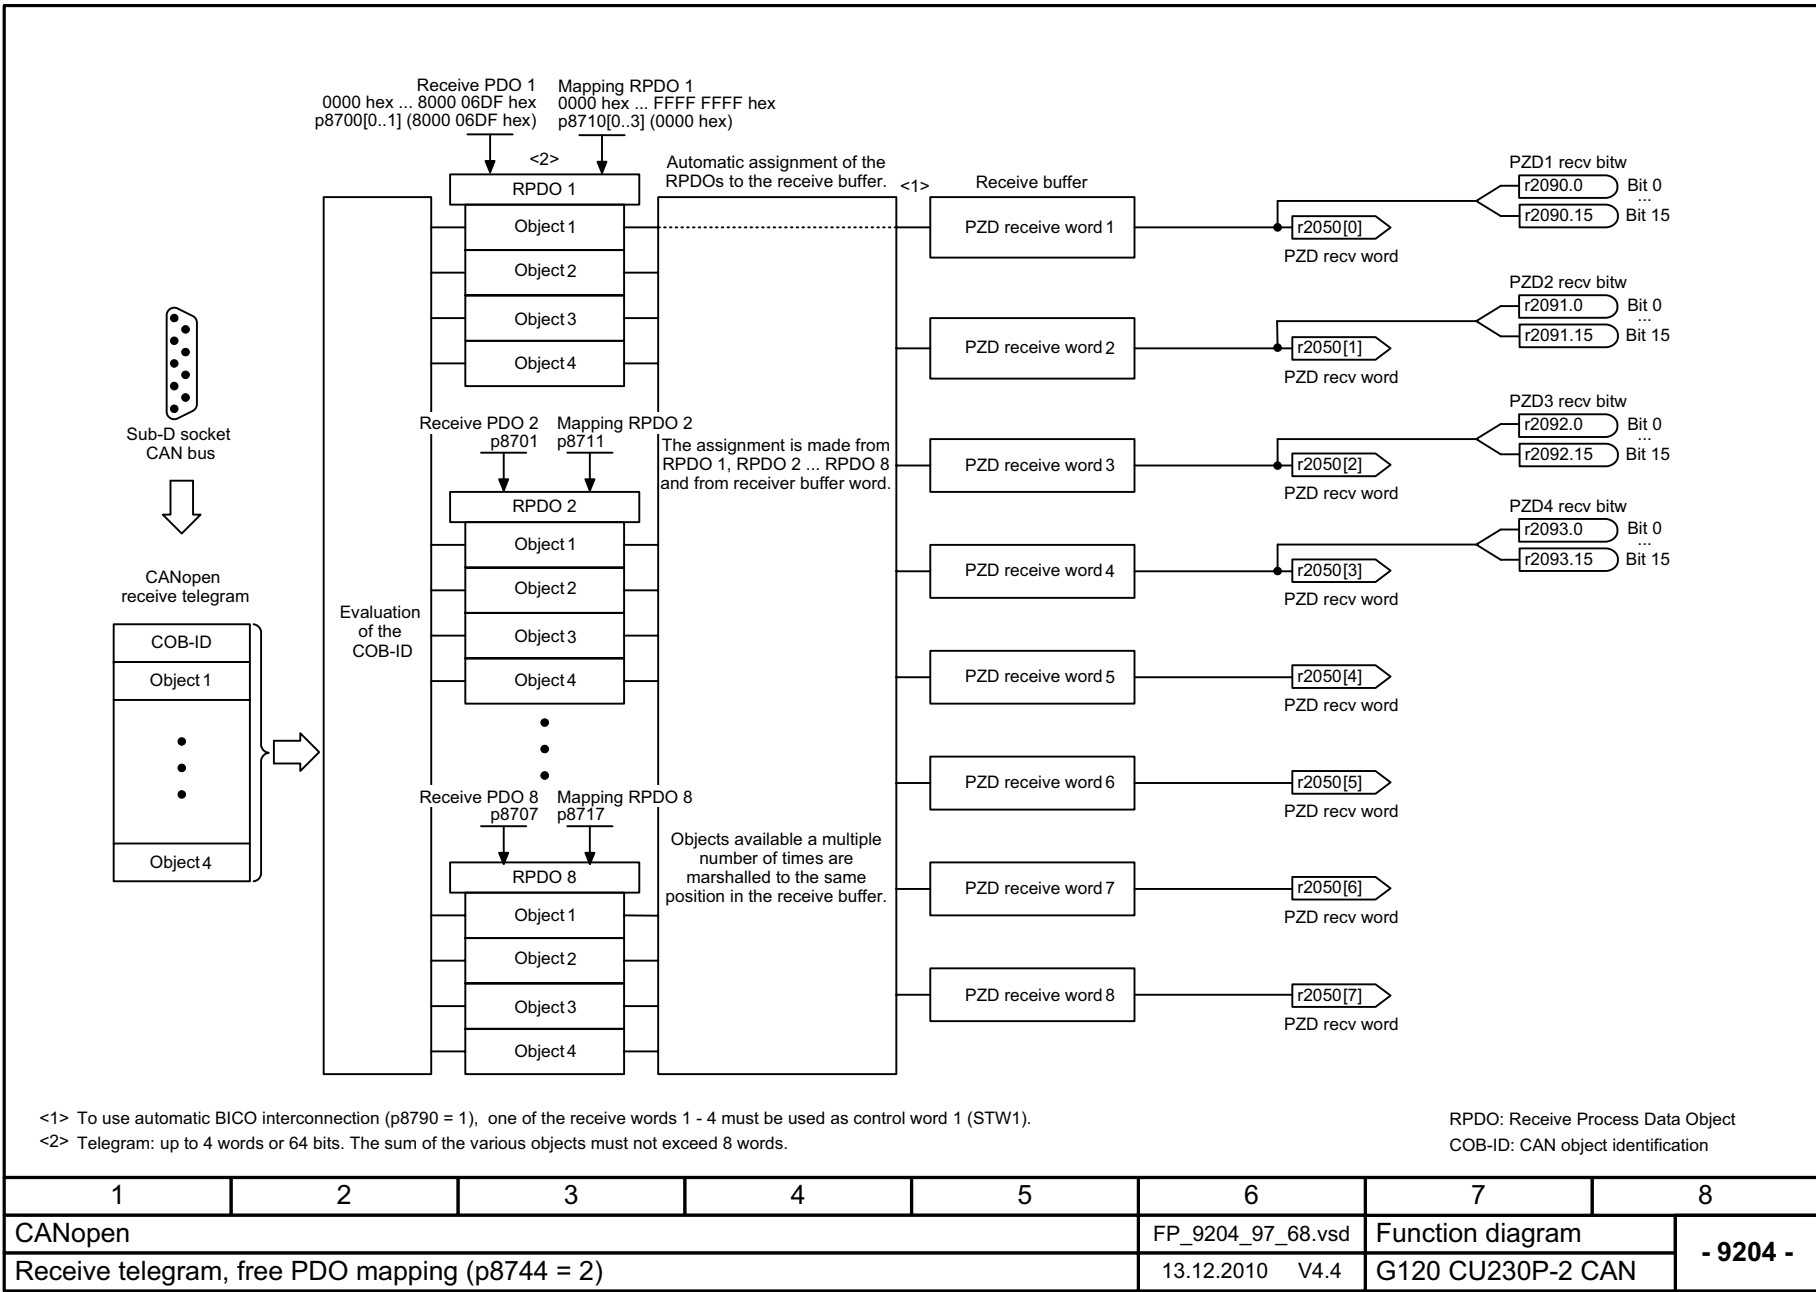 Receive PDO 1
0000 hex ... 8000 06DF hex
p8700[0..1] (8000 06DF hex)
Mapping RPDO 1
0000 hex ... FFFF FFFF hex
p8710[0..3] (0000 hex)
<2>
RPDO 1
Object 1
Object 2
Object 3
Object 4
Automatic assignment of the
RPDOs to the receive buffer.
<1>
Receive buffer
PZD receive word 1
r2050[0]
PZD recv word
PZD1 recv bitw
r2090.0
Bit 0
...
r2090.15
Bit 15
PZD receive word 2
r2050[1]
PZD recv word
PZD2 recv bitw
r2091.0
Bit 0
...
r2091.15
Bit 15
Sub-D socket
CAN bus
Receive PDO 2
p8701
Mapping RPDO 2
p8711
RPDO 2
Object 1
Object 2
Object 3
Object 4
The assignment is made from
RPDO 1, RPDO 2 ... RPDO 8
and from receiver buffer word.
PZD receive word 3
r2050[2]
PZD recv word
PZD3 recv bitw
r2092.0
Bit 0
...
r2092.15
Bit 15
PZD receive word 4
r2050[3]
PZD recv word
PZD4 recv bitw
r2093.0
Bit 0
...
r2093.15
Bit 15
CANopen
receive telegram
COB-ID
Object 1
Object 4
Evaluation
of the
COB-ID
PZD receive word 5
r2050[4]
PZD recv word
PZD receive word 6
r2050[5]
PZD recv word
Receive PDO 8
p8707
Mapping RPDO 8
p8717
RPDO 8
Object 1
Object 2
Object 3
Object 4
Objects available a multiple
number of times are
marshalled to the same
position in the receive buffer.
PZD receive word 7
r2050[6]
PZD recv word
PZD receive word 8
r2050[7]
PZD recv word
<1> To use automatic BICO interconnection (p8790 = 1), one of the receive words 1 - 4 must be used as control word 1 (STW1).
<2> Telegram: up to 4 words or 64 bits. The sum of the various objects must not exceed 8 words.
RPDO: Receive Process Data Object
COB-ID: CAN object identification
1 2 3 4 5 6 7 8
CANopen
FP_9204_97_68.vsd
Function diagram
- 9204 -
Receive telegram, free PDO mapping (p8744 = 2)
13.12.2010 V4.4
G120 CU230P-2 CAN